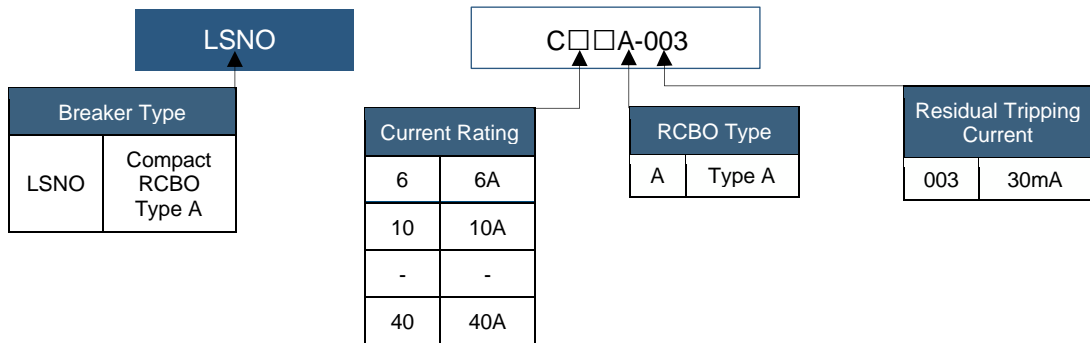 LSNO
C□□A-003
Breaker Type
LSNO
Compact
RCBO
Type A
Current Rating
6 6A
10 10A
- -
40 40A
RCBO Type
A Type A
Residual Tripping
Current
003 30mA